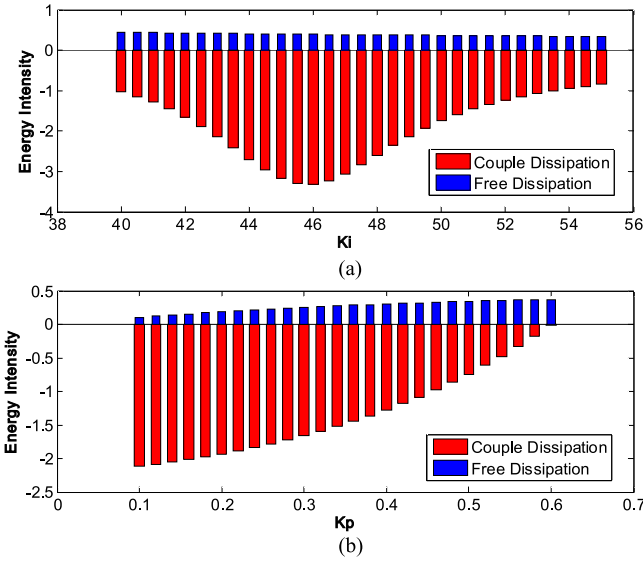 1
0
-1
-2
-3
-4
Energy Intensity
Couple Dissipation
Free Dissipation
38 40 42 44 46 48 50 52 54 56
Ki
(a)
0.5
0
-0.5
-1
-1.5
-2
-2.5
Energy Intensity
Couple Dissipation
Free Dissipation
0 0.1 0.2 0.3 0.4 0.5 0.6 0.7
Kp
(b)